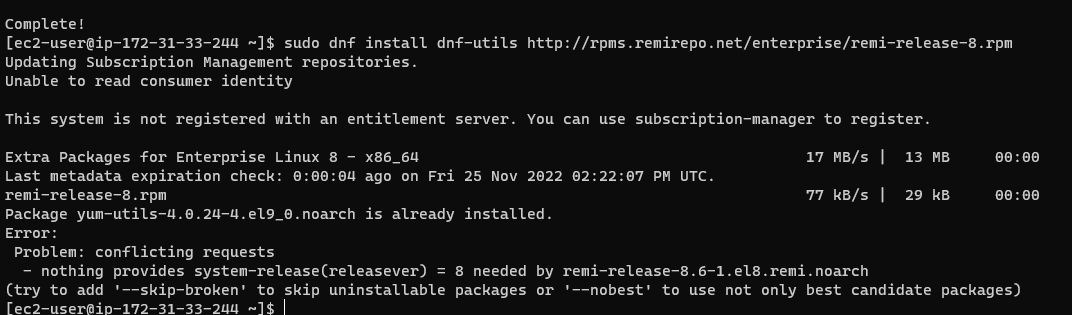 Complete!
[ec2-user@ip-172-31-33-244 ~]$ sudo dnf install dnf-utils http://rpms.remirepo.net/enterprise/remi-release-8.rpm
Updating Subscription Management repositories.
Unable to read consumer identity
This system is not registered with an entitlement server. You can use subscription-manager to register.
Extra Packages for Enterprise Linux 8 - x86_64 17 MB/s | 13 MB 00:00
Last metadata expiration check: 0:00:04 ago on Fri 25 Nov 2022 02:22:07 PM UTC.
remi-release-8.rpm 77 kB/s | 29 kB 00:00
Package yum-utils-4.0.24-4.el9_0.noarch is already installed.
Error:
Problem: conflicting requests
- nothing provides system-release(releasever) = 8 needed by remi-release-8.6-1.el8.remi.noarch
(try to add '--skip-broken' to skip uninstallable packages or '--nobest' to use not only best candidate packages)
[ec2-user@ip-172-31-33-244 ~]$